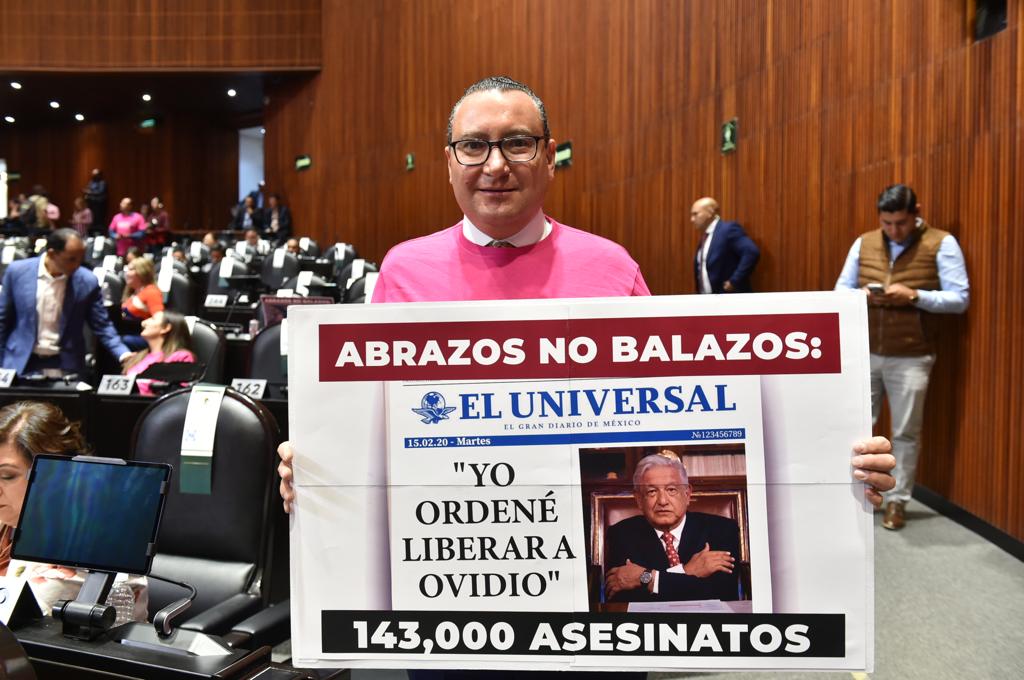 ABRAZOS NO BALAZOS:
EL UNIVERSAL
EL GRAN DIARIO DE MÉXICO
15.02.20 - Martes
№123456789
"YO
ORDENÉ
LIBERAR A
OVIDIO"
143,000 ASESINATOS
163
162